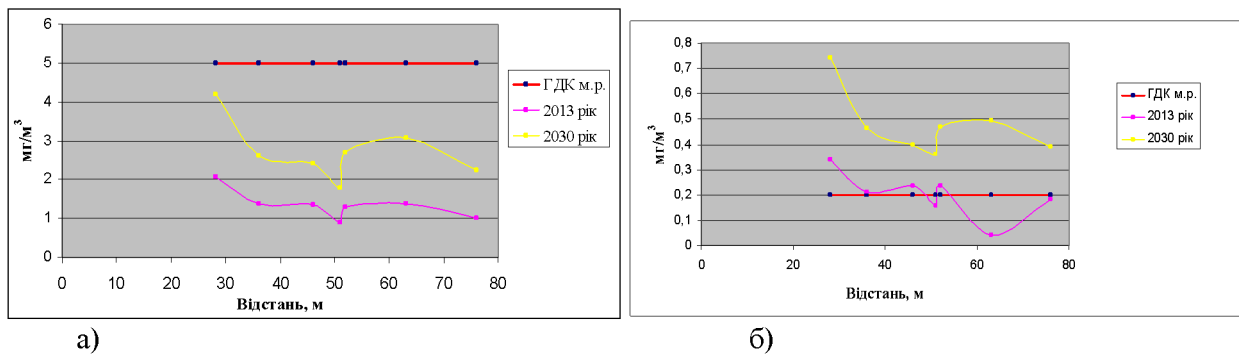 6
5
4
3
2
1
0
мг/м³
0 10 20 30 40 50 60 70 80
Відстань, м
ГДК м.р.
2013 рік
2030 рік
а)
0,8
0,7
0,6
0,5
0,4
0,3
0,2
0,1
0
мг/м³
0 20 40 60 80
Відстань, м
ГДК м.р.
2013 рік
2030 рік
б)